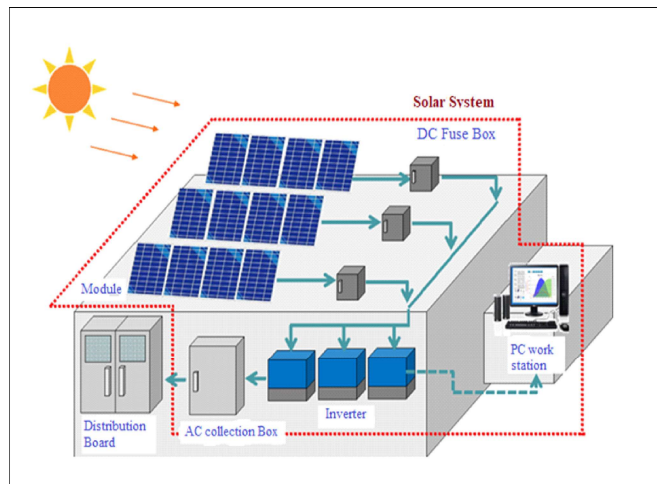 Solar System
DC Fuse Box
Module
PC work
station
Inverter
AC collection Box
Distribution
Board